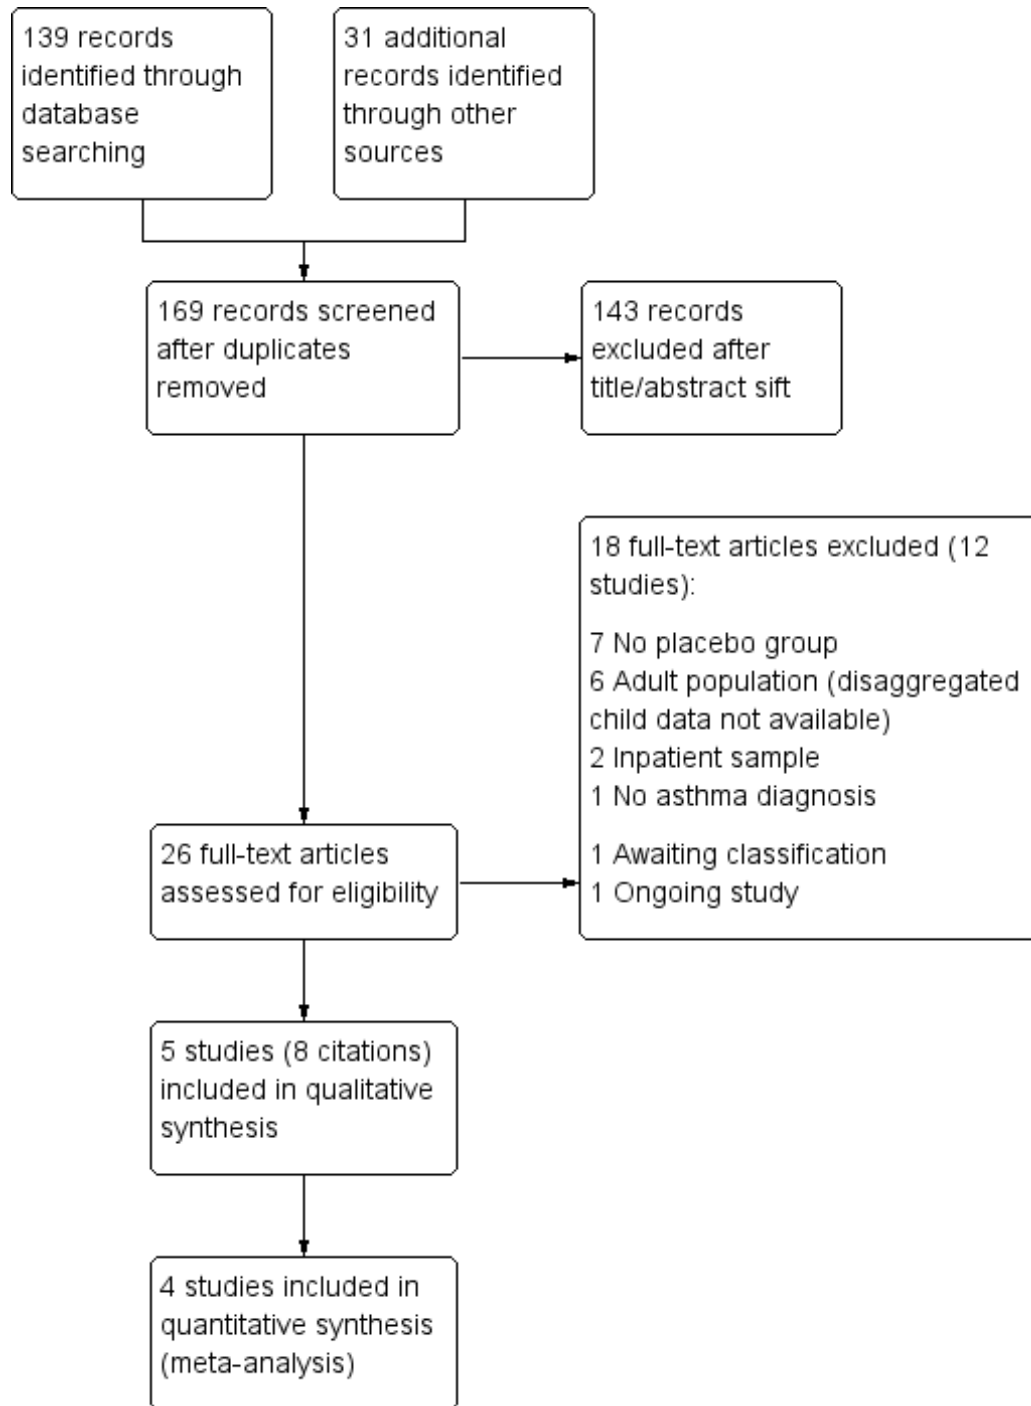 139 records
identified through
database
searching
31 additional
records identified
through other
sources
169 records screened
after duplicates
removed
143 records
excluded after
title/abstract sift
18 full-text articles excluded (12
studies):
7 No placebo group
6 Adult population (disaggregated
child data not available)
2 Inpatient sample
1 No asthma diagnosis
1 Awaiting classification
1 Ongoing study
26 full-text articles
assessed for eligibility
5 studies (8 citations)
included in qualitative
synthesis
4 studies included in
quantitative synthesis
(meta-analysis)